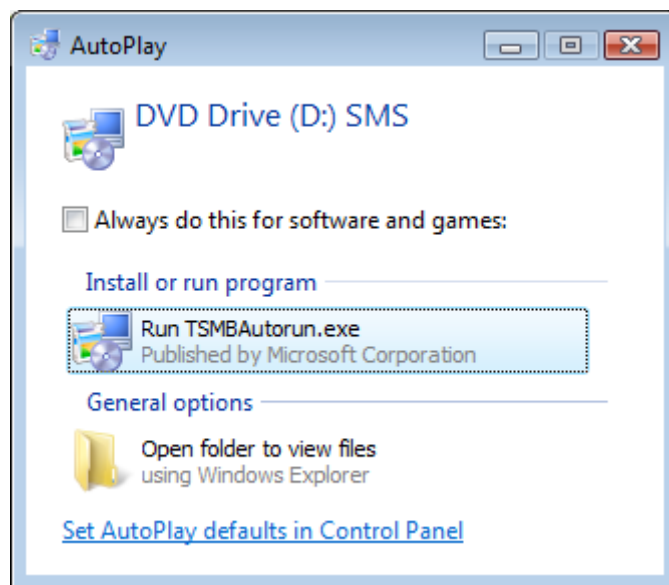 AutoPlay
DVD Drive (D:) SMS
Always do this for software and games:
Install or run program
Run TSMBAutorun.exe
Published by Microsoft Corporation
General options
Open folder to view files
using Windows Explorer
Set AutoPlay defaults in Control Panel